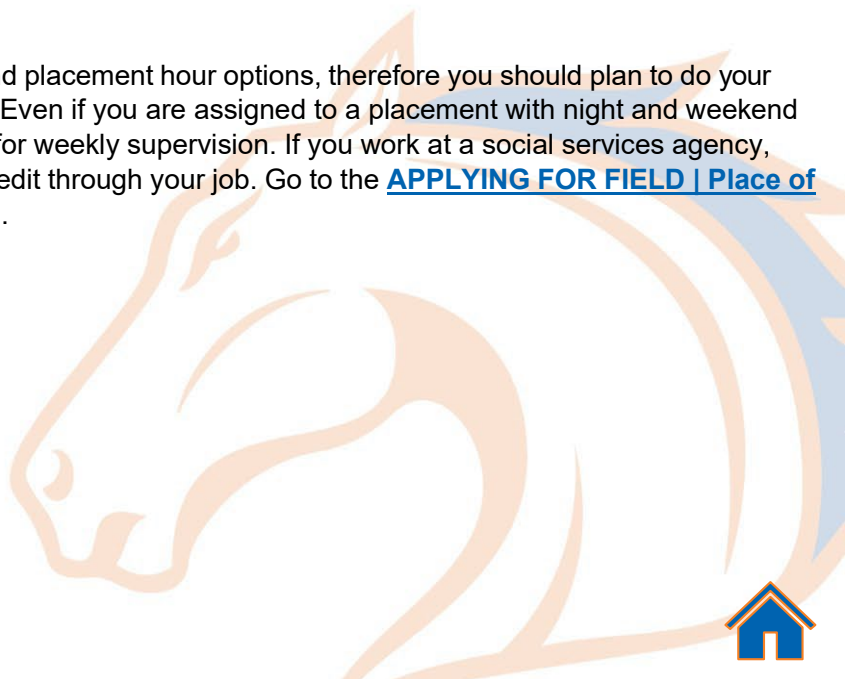 d placement hour options, therefore you should plan to do your
Even if you are assigned to a placement with night and weekend
for weekly supervision. If you work at a social services agency,
edit through your job. Go to the APPLYING FOR FIELD | Place of
.